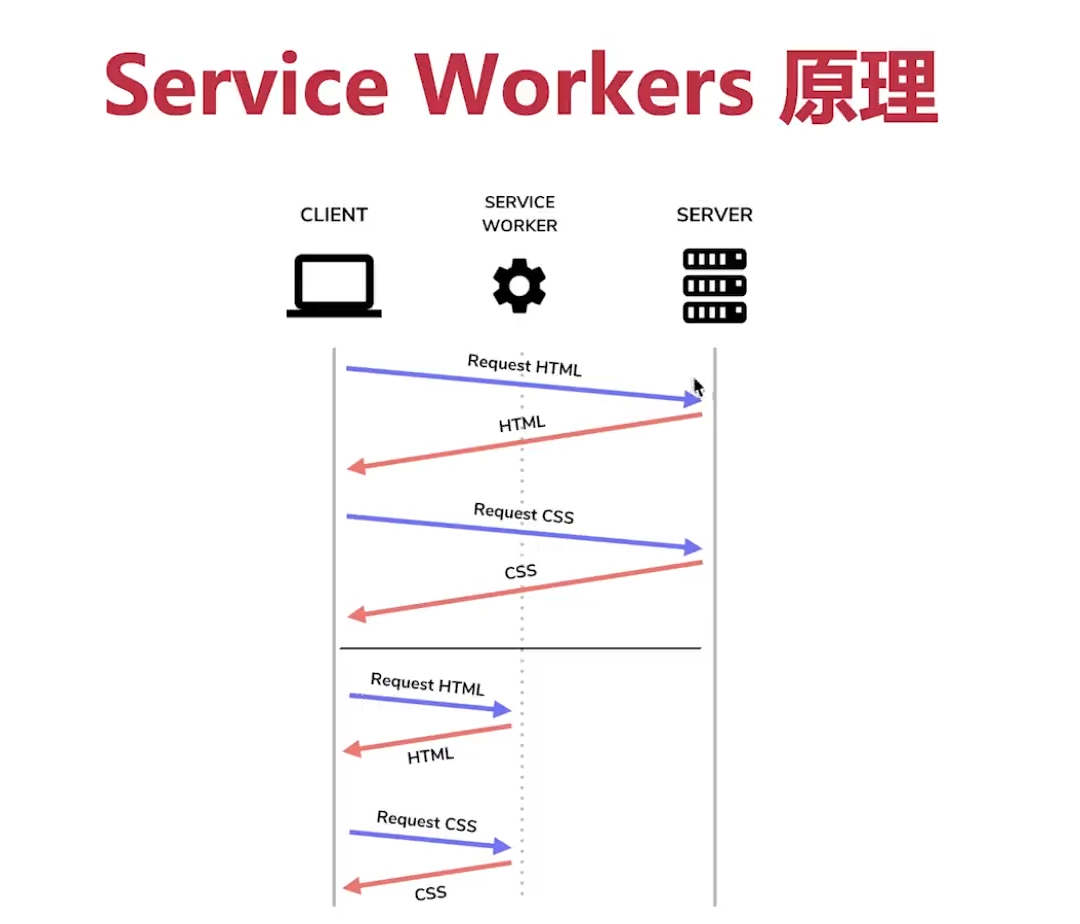 Service Workers 原理
CLIENT
SERVICE
WORKER
SERVER
Request HTML
HTML
Request CSS
CSS
Request HTML
HTML
Request CSS
CSS